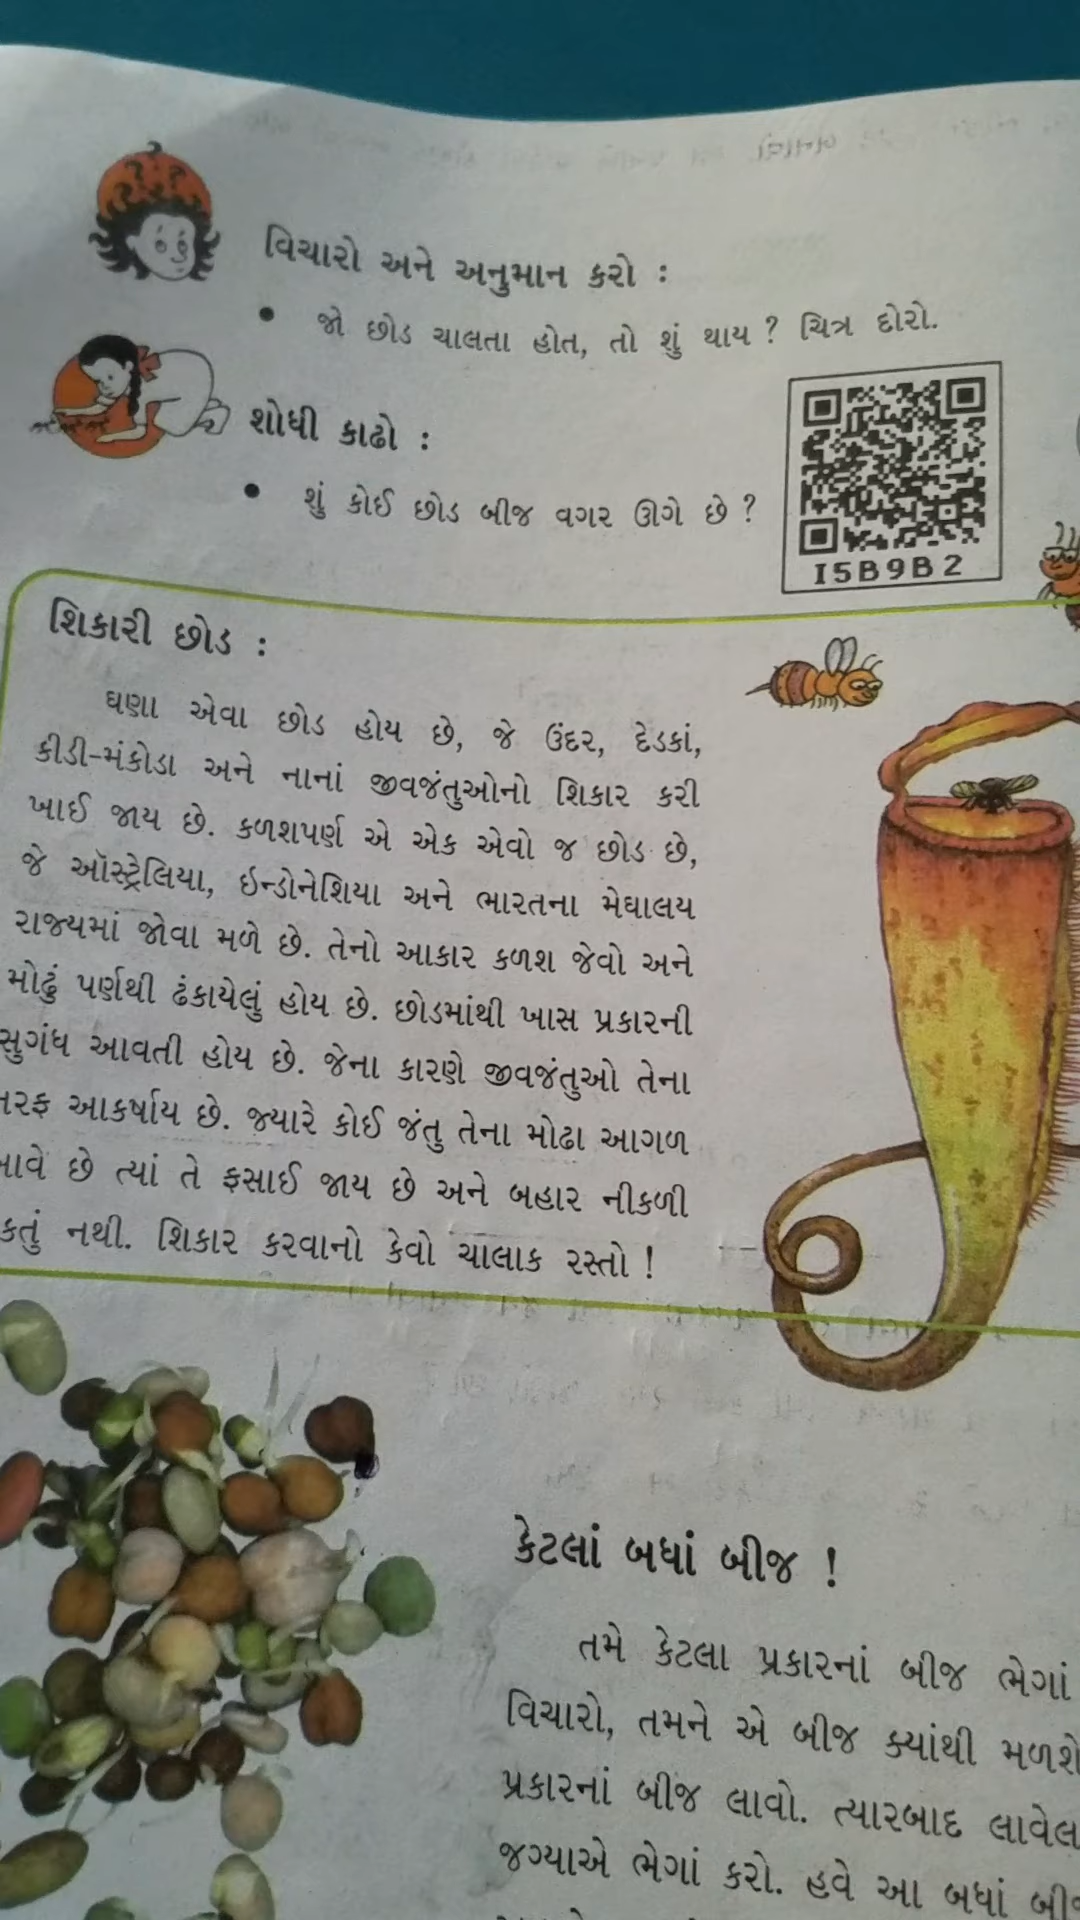 વિચારો અને અનુમાન કરો :
• જો છોડ ચાલતા હોત, તો શું થાય ? ચિત્ર દોરો.
શોધી કાઢો :
• શું કોઈ છોડ બીજ વગર ઊગે છે ?
I5B9B2
શિકારી છોડ :
ઘણા એવા છોડ હોય છે, જે ઉંદર, દેડકાં,
કીડી-મંકોડા અને નાનાં જીવજંતુઓનો શિકાર કરી
ખાઈ જાય છે. કળશપર્ણ એ એક એવો જ છોડ છે,
જે ઑસ્ટ્રેલિયા, ઇન્ડોનેશિયા અને ભારતના મેઘાલય
રાજ્યમાં જોવા મળે છે. તેનો આકાર કળશ જેવો અને
મોઢું પર્ણથી ઢંકાયેલું હોય છે. છોડમાંથી ખાસ પ્રકારની
સુગંધ આવતી હોય છે. જેના કારણે જીવજંતુઓ તેના
આકર્ષાય છે. જ્યારે કોઈ જંતુ તેના મોઢા આગળ
છે ત્યાં તે ફસાઈ જાય છે અને બહાર નીકળી
નથી. શિકાર કરવાનો કેવો ચાલાક રસ્તો !
કેટલાં બધાં બીજ !
તમે કેટલા પ્રકારનાં બીજ ભેગાં
વિચારો, તમને એ બીજ ક્યાંથી મળશે
પ્રકારનાં બીજ લાવો. ત્યારબાદ લાવેલ
જગ્યાએ ભેગાં કરો. હવે આ બધાં